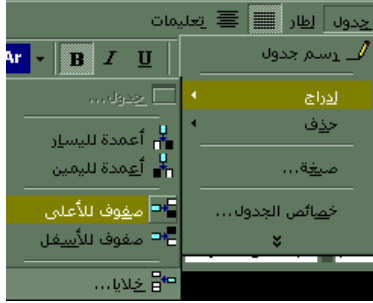 جدول إطار تعليمات
Ar B I U
رسم جدول
إدراج
حذف
صيغة...
خصائص الجدول...
جدول...
أعمدة لليسار
أعمدة لليمين
صفوف للأعلى
صفوف للأسفل
خلايا...